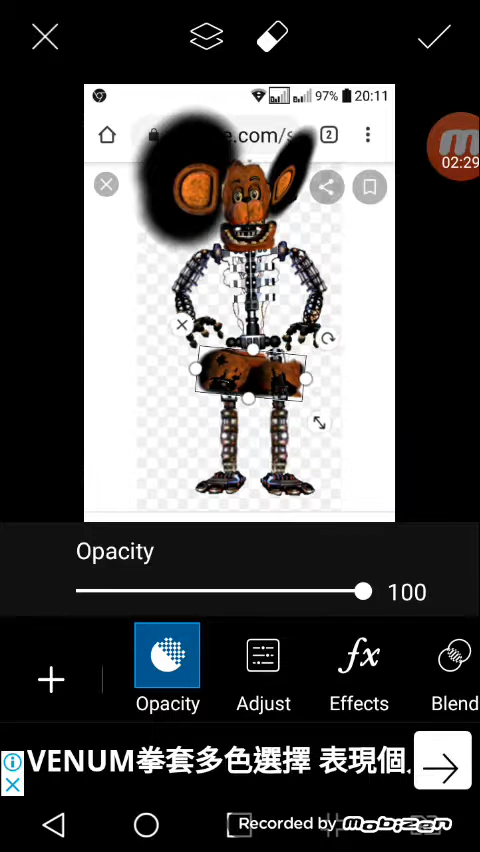 97% 20:11
e.com/s 2
02:29
Opacity
100
Opacity Adjust Effects Blend
VENUM拳套多色選擇 表現個
Recorded by mobizen